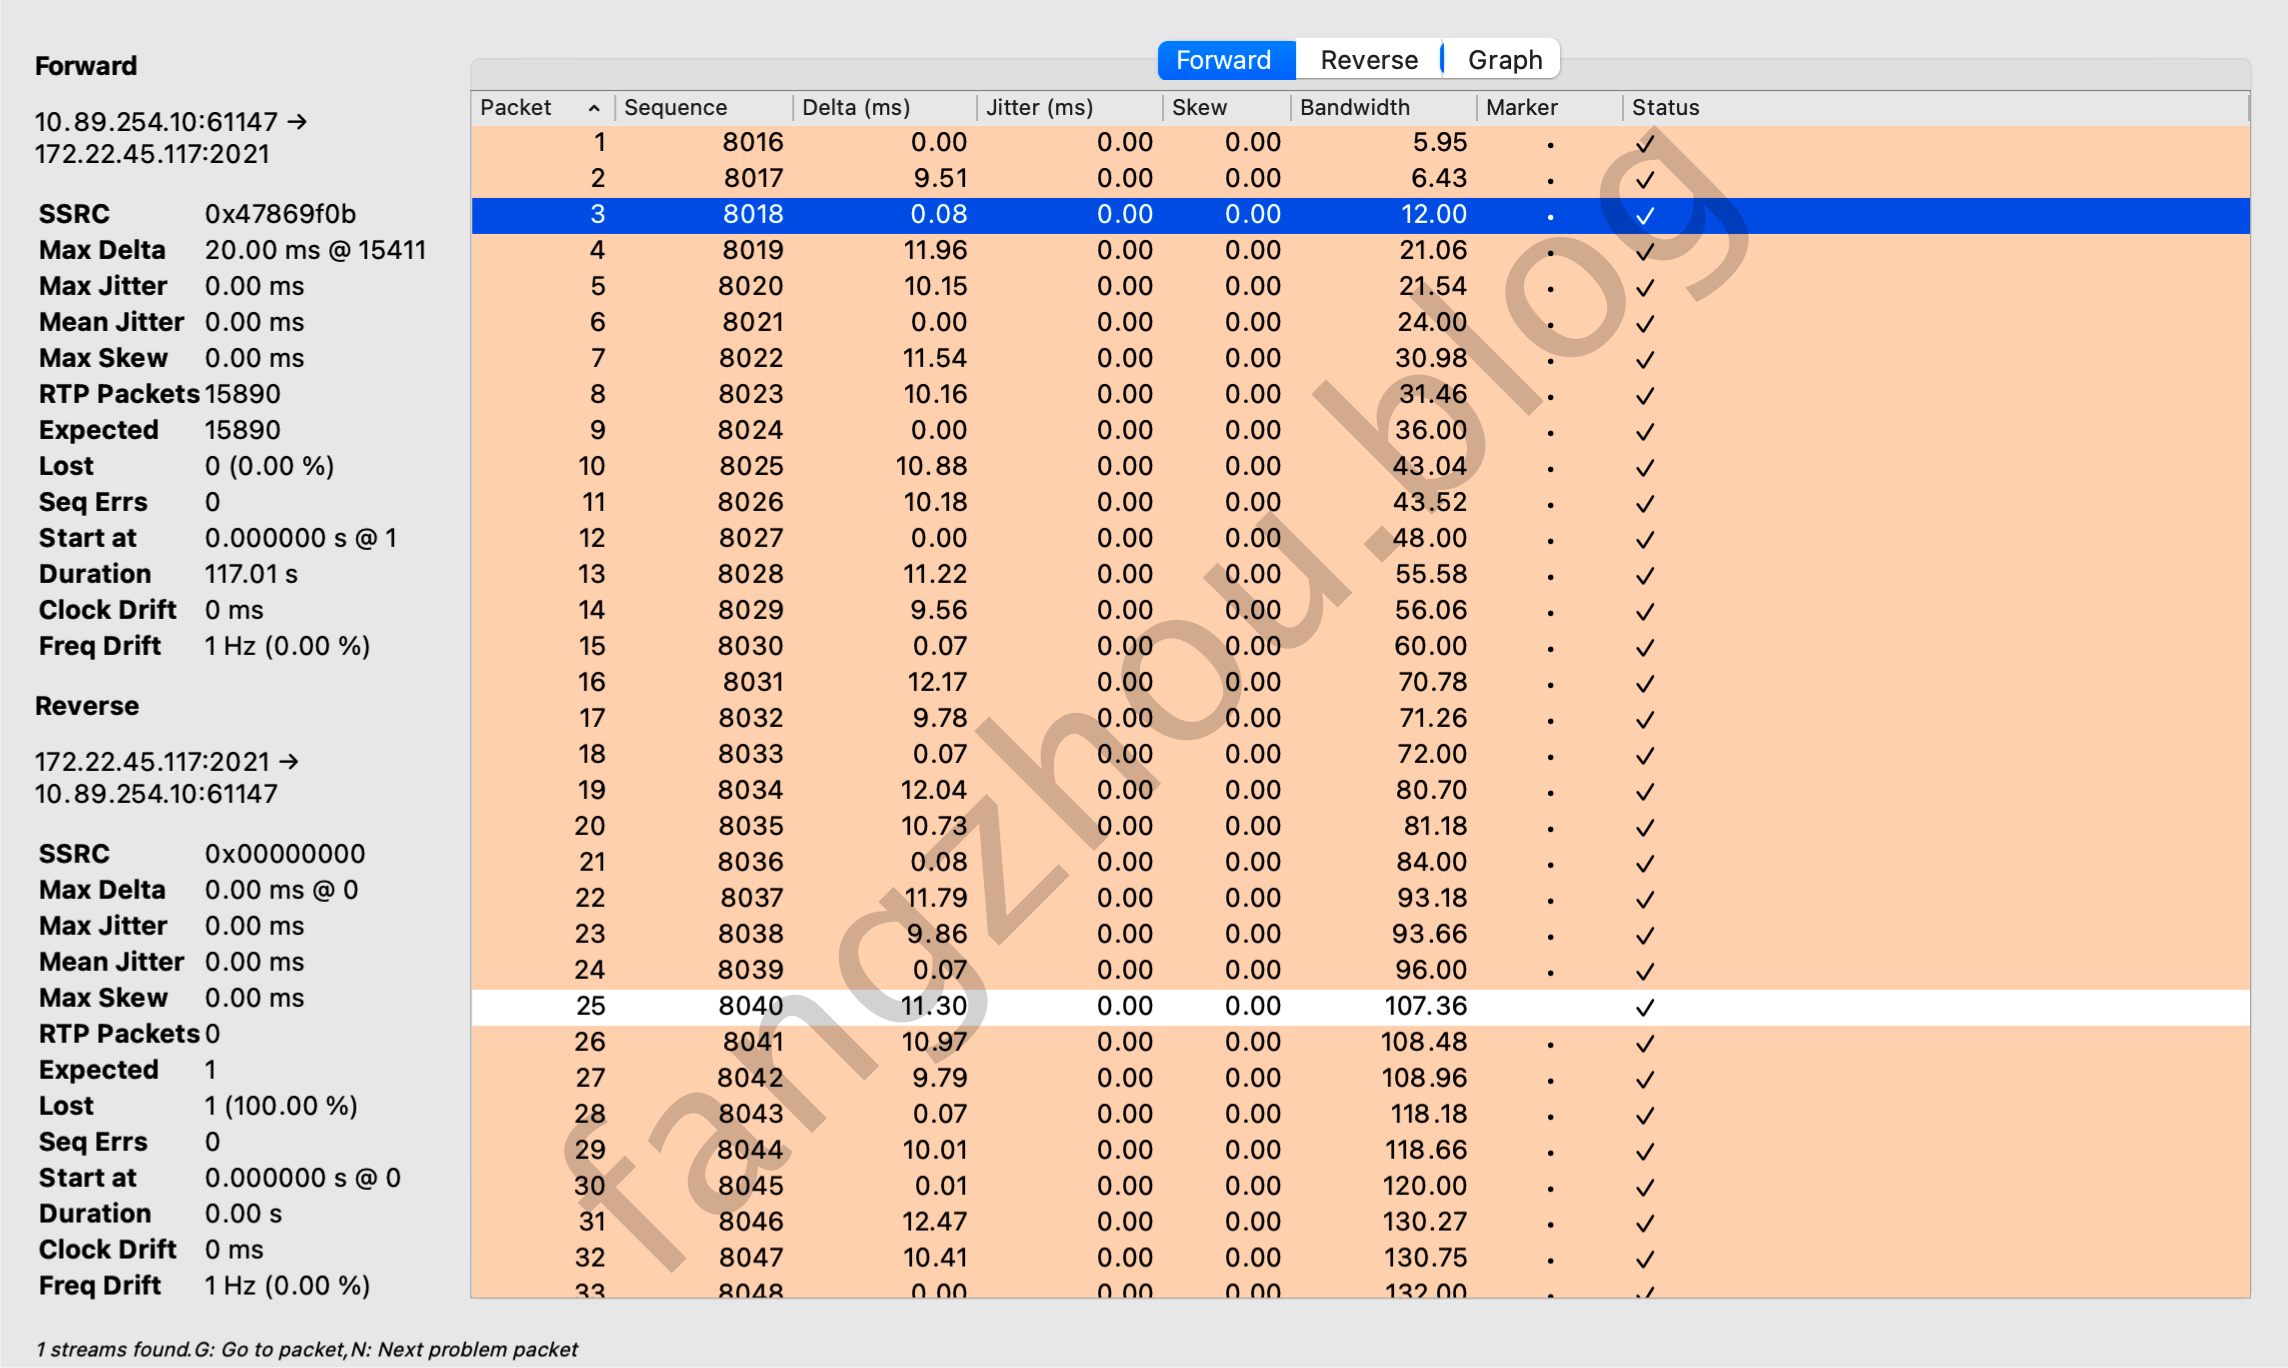 Forward
10.89.254.10:61147 →
172.22.45.117:2021
SSRC 0x47869f0b
Max Delta 20.00 ms @ 15411
Max Jitter 0.00 ms
Mean Jitter 0.00 ms
Max Skew 0.00 ms
RTP Packets 15890
Expected 15890
Lost 0 (0.00 %)
Seq Errs 0
Start at 0.000000 s @ 1
Duration 117.01 s
Clock Drift 0 ms
Freq Drift 1 Hz (0.00 %)
Reverse
172.22.45.117:2021 →
10.89.254.10:61147
SSRC 0x00000000
Max Delta 0.00 ms @ 0
Max Jitter 0.00 ms
Mean Jitter 0.00 ms
Max Skew 0.00 ms
RTP Packets 0
Expected 1
Lost 1 (100.00 %)
Seq Errs 0
Start at 0.000000 s @ 0
Duration 0.00 s
Clock Drift 0 ms
Freq Drift 1 Hz (0.00 %)
Forward Reverse Graph
Packet Sequence Delta (ms) Jitter (ms) Skew Bandwidth Marker Status
1 8016 0.00 0.00 0.00 5.95 • ✓
2 8017 9.51 0.00 0.00 6.43 • ✓
3 8018 0.08 0.00 0.00 12.00 • ✓
4 8019 11.96 0.00 0.00 21.06 • ✓
5 8020 10.15 0.00 0.00 21.54 • ✓
6 8021 0.00 0.00 0.00 24.00 • ✓
7 8022 11.54 0.00 0.00 30.98 • ✓
8 8023 10.16 0.00 0.00 31.46 • ✓
9 8024 0.00 0.00 0.00 36.00 • ✓
10 8025 10.88 0.00 0.00 43.04 • ✓
11 8026 10.18 0.00 0.00 43.52 • ✓
12 8027 0.00 0.00 0.00 48.00 • ✓
13 8028 11.22 0.00 0.00 55.58 • ✓
14 8029 9.56 0.00 0.00 56.06 • ✓
15 8030 0.07 0.00 0.00 60.00 • ✓
16 8031 12.17 0.00 0.00 70.78 • ✓
17 8032 9.78 0.00 0.00 71.26 • ✓
18 8033 0.07 0.00 0.00 72.00 • ✓
19 8034 12.04 0.00 0.00 80.70 • ✓
20 8035 10.73 0.00 0.00 81.18 • ✓
21 8036 0.08 0.00 0.00 84.00 • ✓
22 8037 11.79 0.00 0.00 93.18 • ✓
23 8038 9.86 0.00 0.00 93.66 • ✓
24 8039 0.07 0.00 0.00 96.00 • ✓
25 8040 11.30 0.00 0.00 107.36 ✓
26 8041 10.97 0.00 0.00 108.48 • ✓
27 8042 9.79 0.00 0.00 108.96 • ✓
28 8043 0.07 0.00 0.00 118.18 • ✓
29 8044 10.01 0.00 0.00 118.66 • ✓
30 8045 0.01 0.00 0.00 120.00 • ✓
31 8046 12.47 0.00 0.00 130.27 • ✓
32 8047 10.41 0.00 0.00 130.75 • ✓
33 8048 0.00 0.00 0.00 132.00 • ✓
fangzhou.blog
1 streams found.G: Go to packet,N: Next problem packet